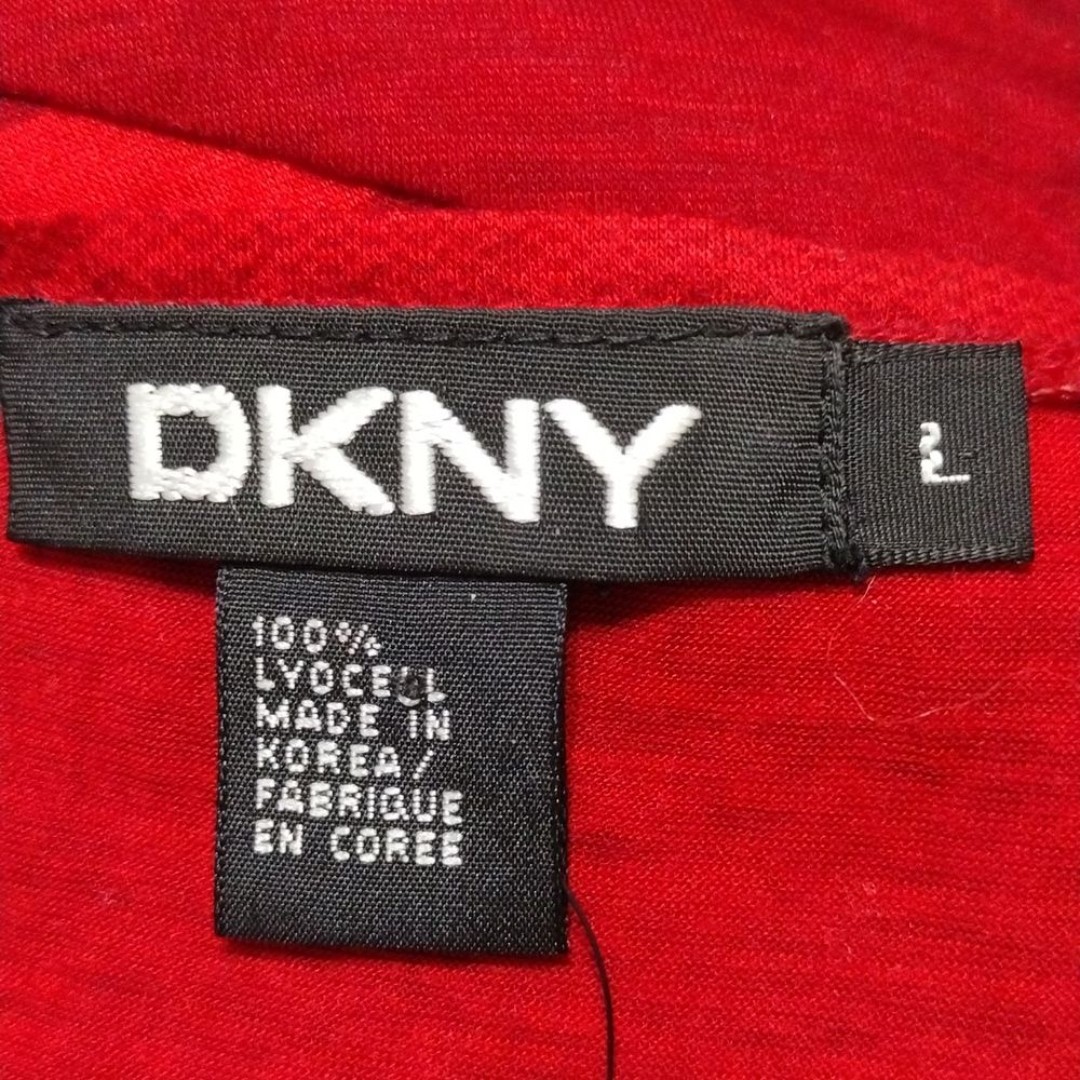 DKNY
L
100%
LYOCELL
MADE IN
KOREA/
FABRIQUE
EN COREE